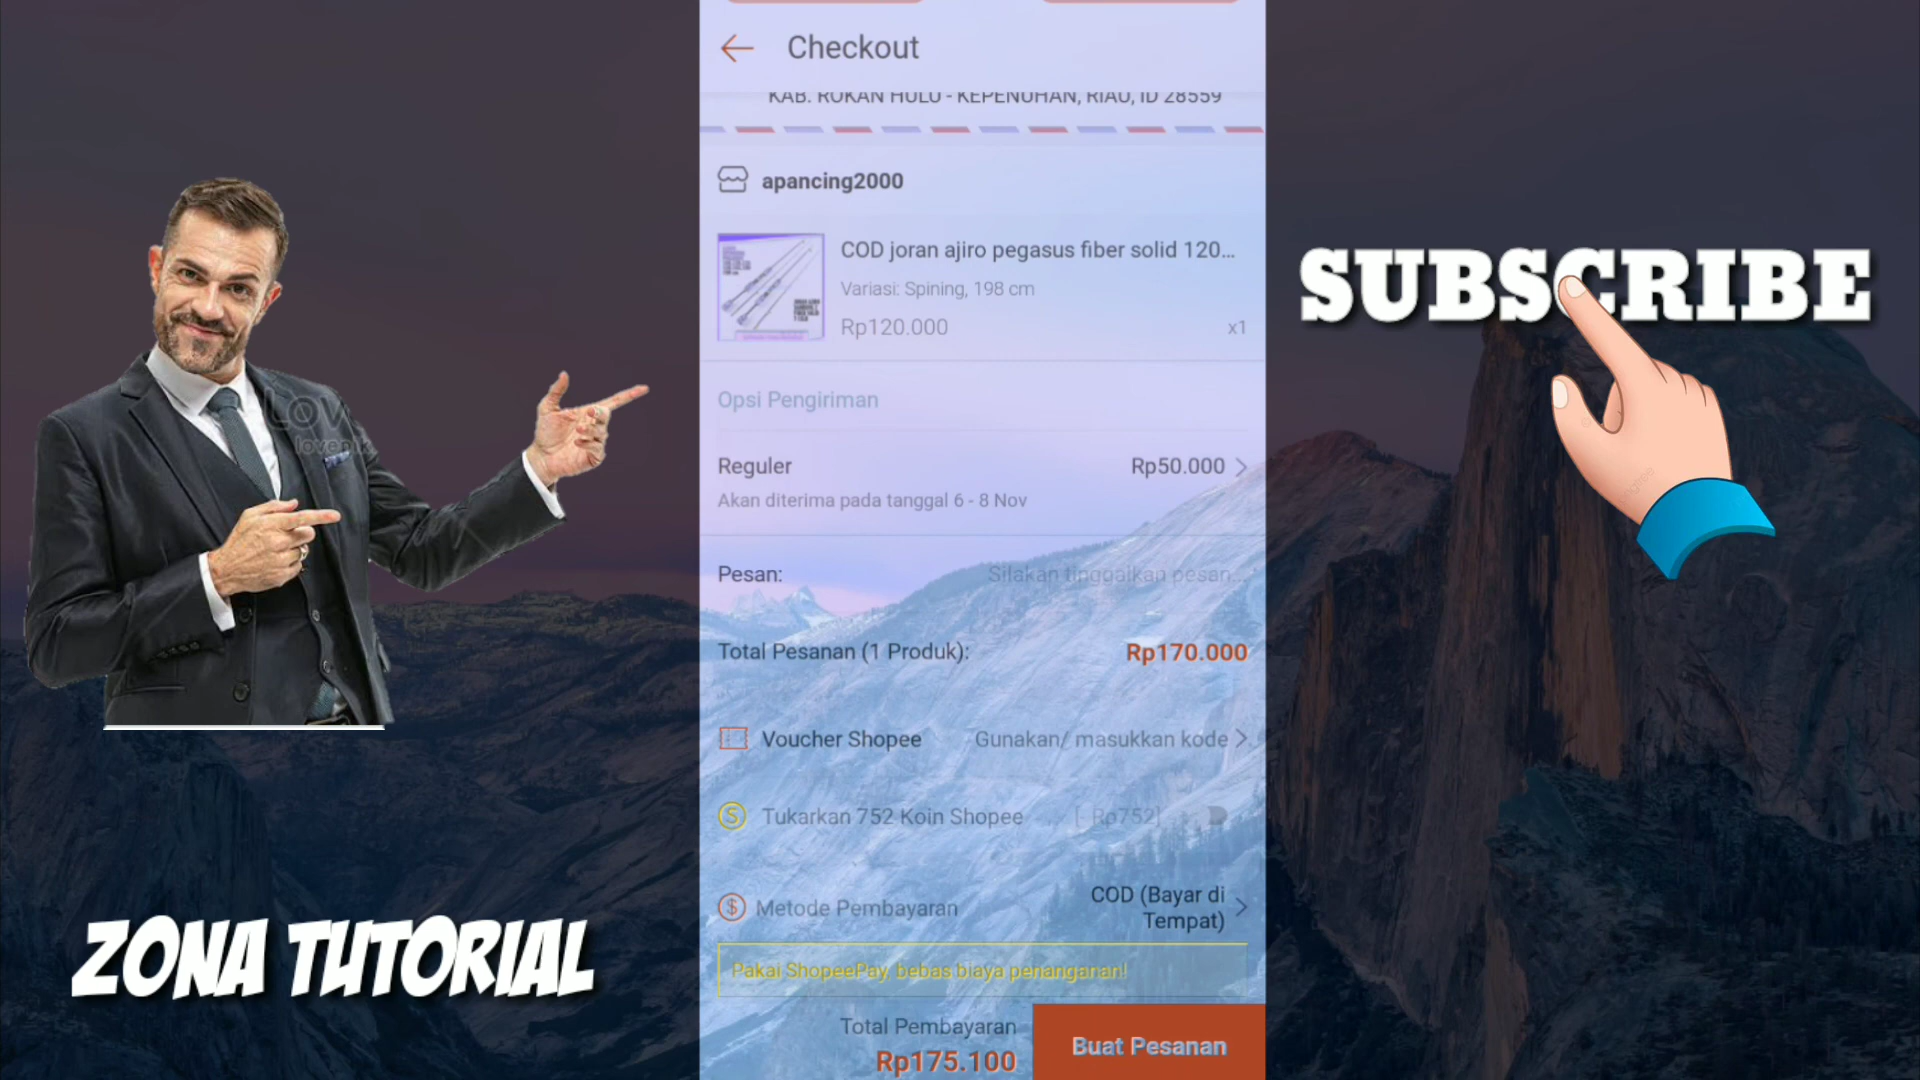 Checkout
KAB. ROKAN HULU - KEPENUHAN, RIAU, ID 28559
apancing2000
COD joran ajiro pegasus fiber solid 120...
Variasi: Spining, 198 cm
Rp120.000
x1
Opsi Pengiriman
Reguler
Rp50.000
Akan diterima pada tanggal 6 - 8 Nov
Pesan:
Silakan tinggalkan pesan...
Total Pesanan (1 Produk):
Rp170.000
Voucher Shopee
Gunakan/ masukkan kode
Tukarkan 752 Koin Shopee
[- Rp752]
Metode Pembayaran
COD (Bayar di
Tempat)
Pakai ShopeePay, bebas biaya penanganan!
Total Pembayaran
Rp175.100
Buat Pesanan
SUBSCRIBE
ZONA TUTORIAL
lovepik